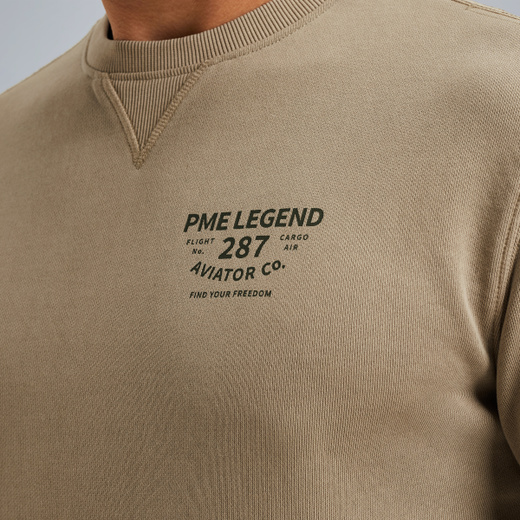 PME LEGEND
FLIGHT No. 287 CARGO AIR
AVIATOR Co.
FIND YOUR FREEDOM